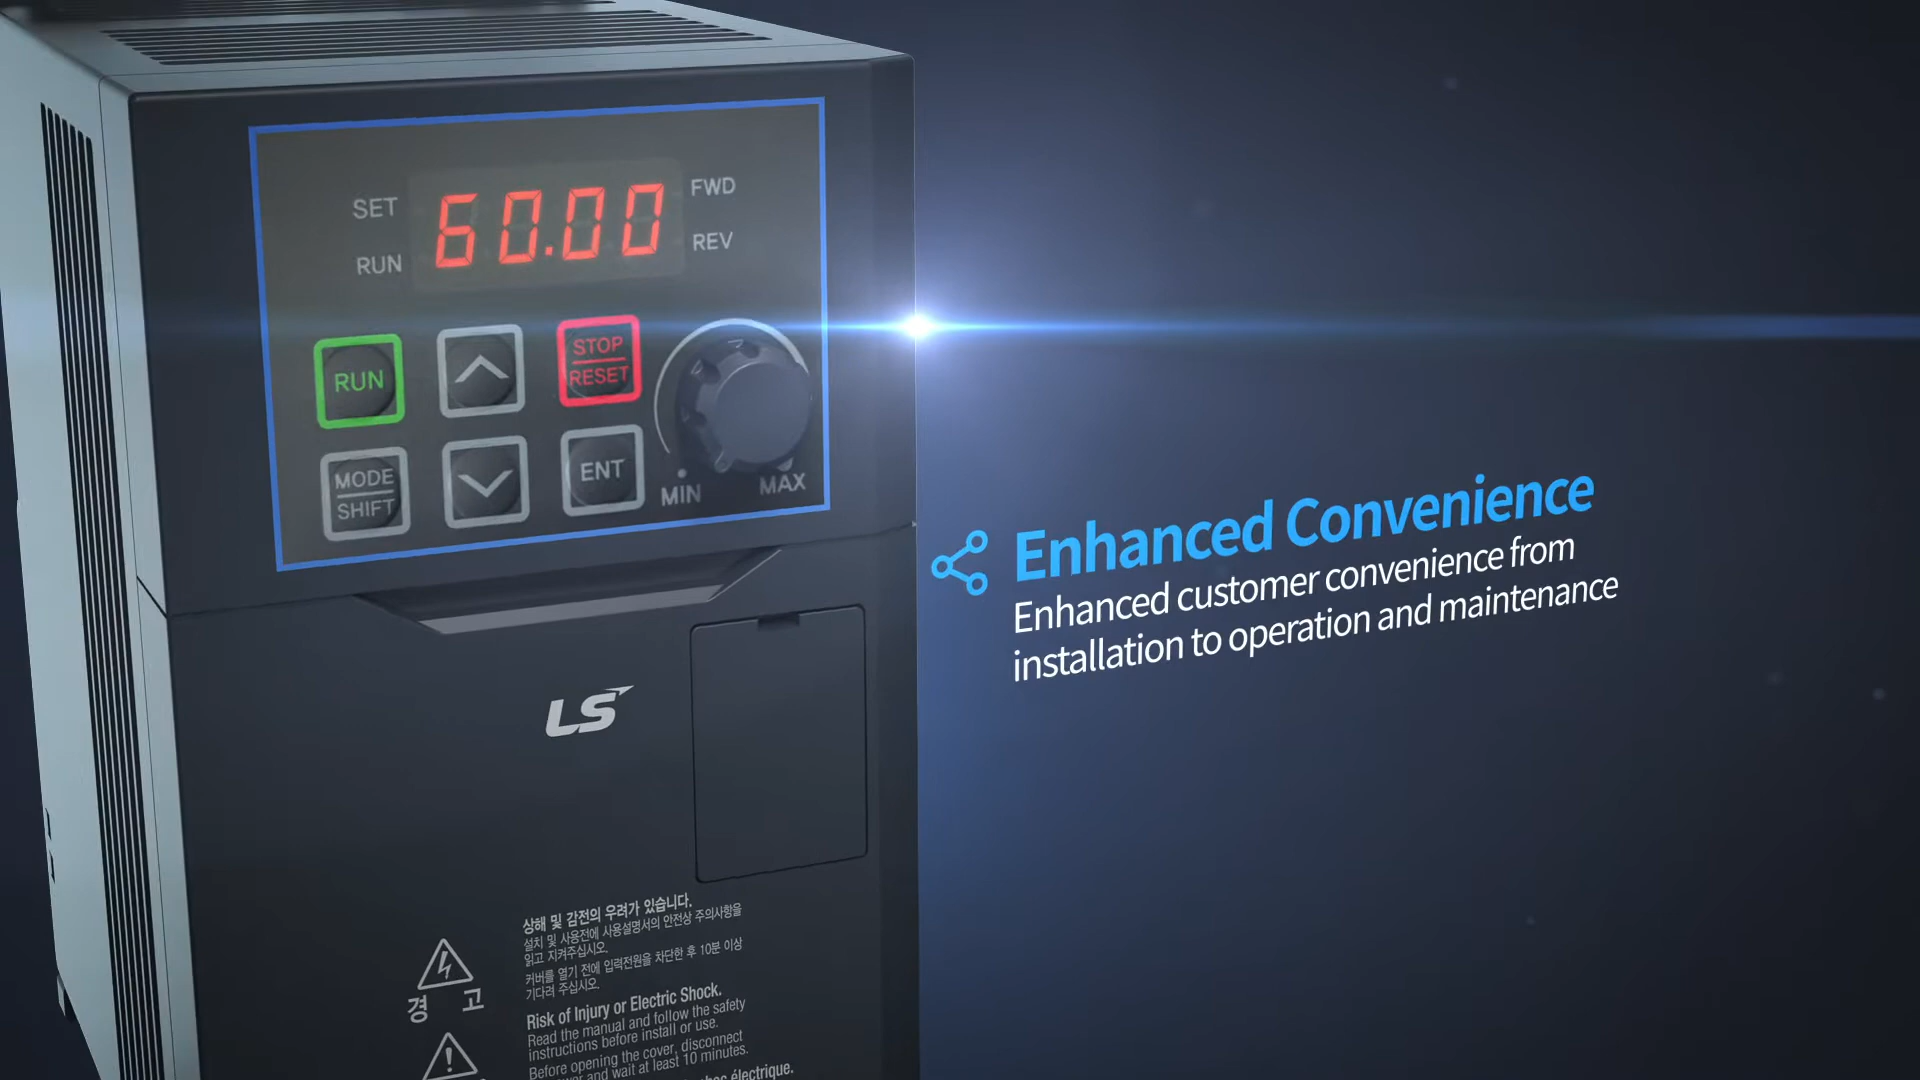 SET
60.00
FWD
RUN
REV
RUN
STOP
RESET
MODE
SHIFT
ENT
MIN
MAX
Enhanced Convenience
Enhanced customer convenience from
installation to operation and maintenance
LS
상해 및 감전의 우려가 있습니다.
설치 및 사용전에 사용설명서의 안전상 주의사항을
읽고 지켜주십시오.
커버를 열기 전에 입력전원을 차단한 후 10분 이상
기다려 주십시오.
경 고
Risk of Injury or Electric Shock.
Read the manual and follow the safety
instructions before install or use.
Before opening the cover, disconnect
and wait at least 10 minutes.
électrique.